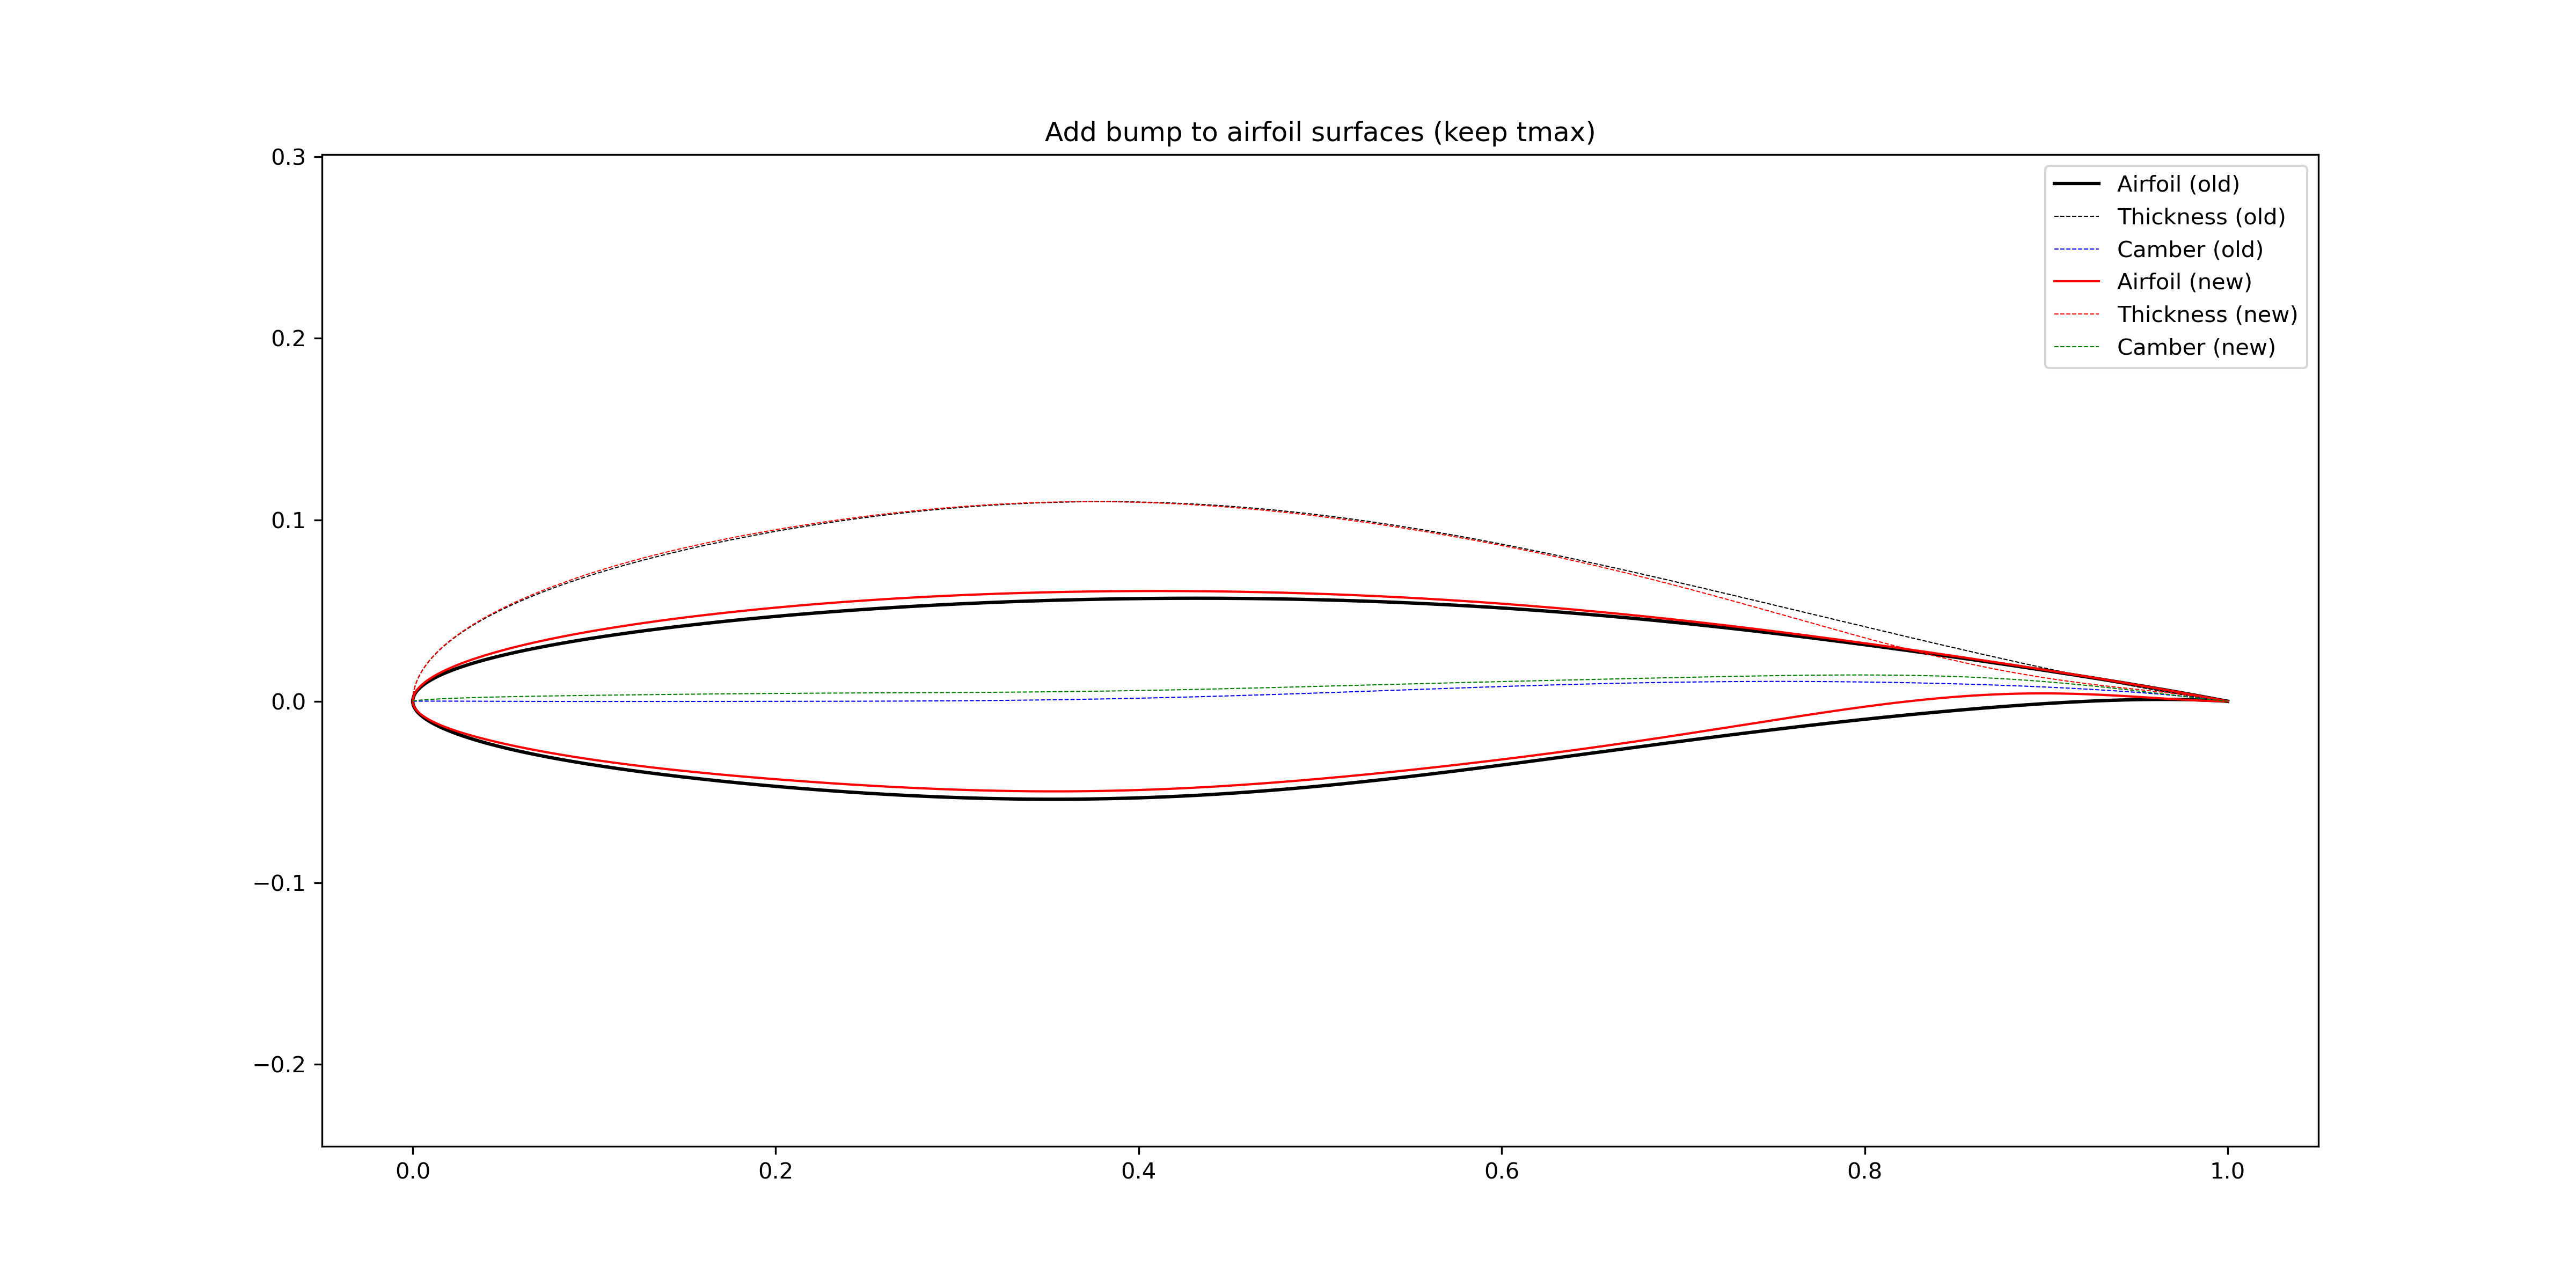 Add bump to airfoil surfaces (keep tmax)
0.3
0.2
0.1
0.0
−0.1
−0.2
0.0 0.2 0.4 0.6 0.8 1.0
Airfoil (old)
Thickness (old)
Camber (old)
Airfoil (new)
Thickness (new)
Camber (new)